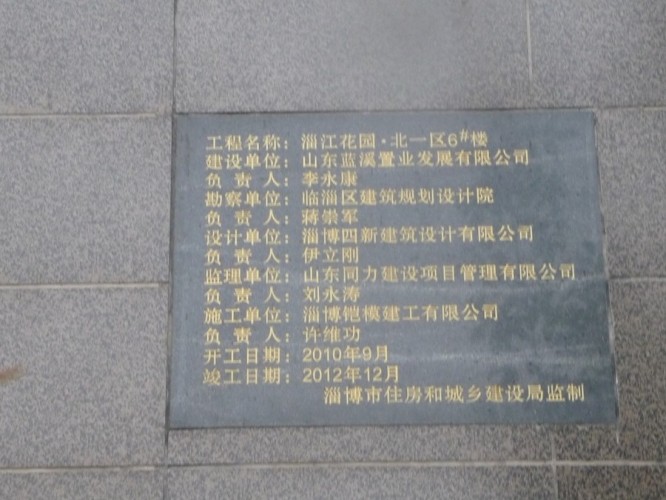 工程名称：淄江花园·北一区6#楼
建设单位：山东蓝溪置业发展有限公司
负责人：李永康
勘察单位：临淄区建筑规划设计院
负责人：蒋崇军
设计单位：淄博四新建筑设计有限公司
负责人：伊立刚
监理单位：山东同力建设项目管理有限公司
负责人：刘永涛
施工单位：淄博铠模建工有限公司
负责人：许维功
开工日期：2010年9月
竣工日期：2012年12月
淄博市住房和城乡建设局监制